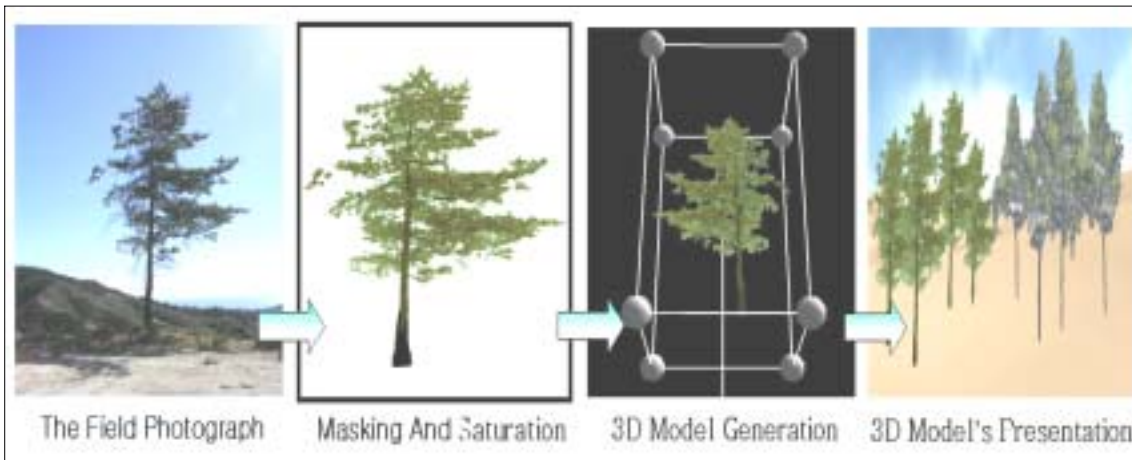 The Field Photograph
Masking And Saturation
3D Model Generation
3D Model's Presentation